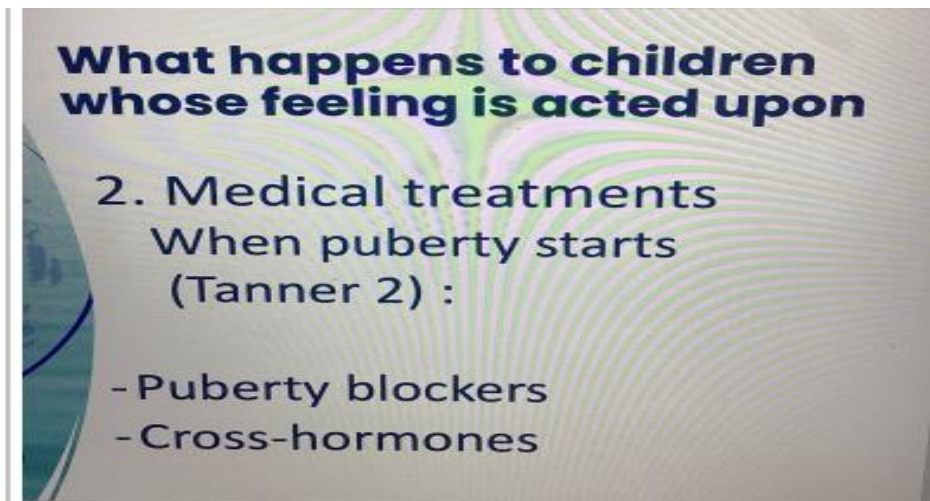 What happens to children
whose feeling is acted upon
2. Medical treatments
When puberty starts
(Tanner 2) :
-Puberty blockers
-Cross-hormones